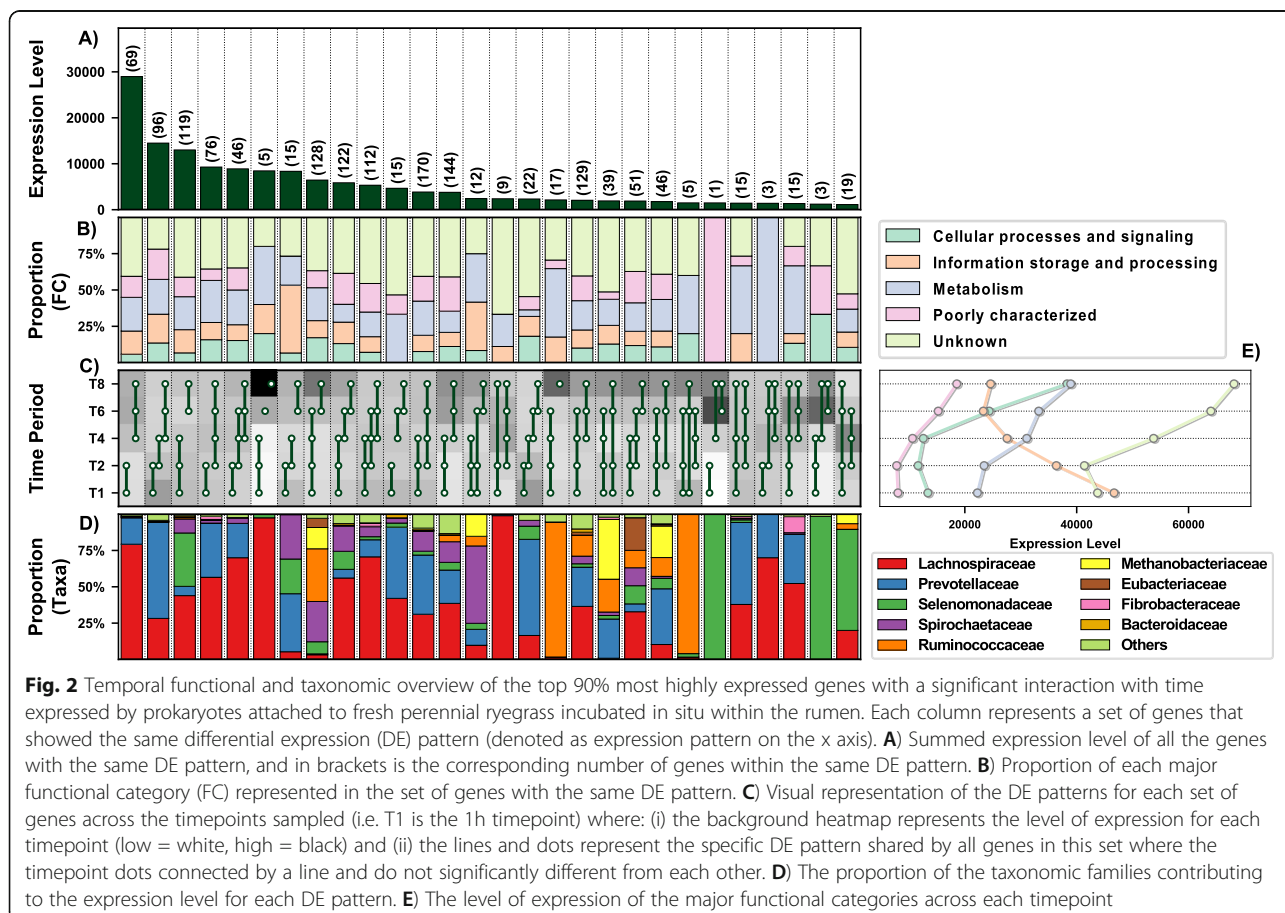 A)
Expression Level
30000
20000
10000
0
(69)
(96)
(119)
(76)
(46)
(5)
(15)
(128)
(122)
(112)
(15)
(170)
(144)
(12)
(9)
(22)
(17)
(129)
(39)
(51)
(46)
(5)
(1)
(15)
(3)
(15)
(3)
(19)
B)
Proportion
(FC)
75%
50%
25%
Cellular processes and signaling
Information storage and processing
Metabolism
Poorly characterized
Unknown
C)
Time Period
T8
T6
T4
T2
T1
E)
20000
40000
60000
Expression Level
D)
Proportion
(Taxa)
75%
50%
25%
Lachnospiraceae
Prevotellaceae
Selenomonadaceae
Spirochaetaceae
Ruminococcaceae
Methanobacteriaceae
Eubacteriaceae
Fibrobacteraceae
Bacteroidaceae
Others
Fig. 2 Temporal functional and taxonomic overview of the top 90% most highly expressed genes with a significant interaction with time
expressed by prokaryotes attached to fresh perennial ryegrass incubated in situ within the rumen. Each column represents a set of genes that
showed the same differential expression (DE) pattern (denoted as expression pattern on the x axis). A) Summed expression level of all the genes
with the same DE pattern, and in brackets is the corresponding number of genes within the same DE pattern. B) Proportion of each major
functional category (FC) represented in the set of genes with the same DE pattern. C) Visual representation of the DE patterns for each set of
genes across the timepoints sampled (i.e. T1 is the 1h timepoint) where: (i) the background heatmap represents the level of expression for each
timepoint (low = white, high = black) and (ii) the lines and dots represent the specific DE pattern shared by all genes in this set where the
timepoint dots connected by a line and do not significantly different from each other. D) The proportion of the taxonomic families contributing
to the expression level for each DE pattern. E) The level of expression of the major functional categories across each timepoint